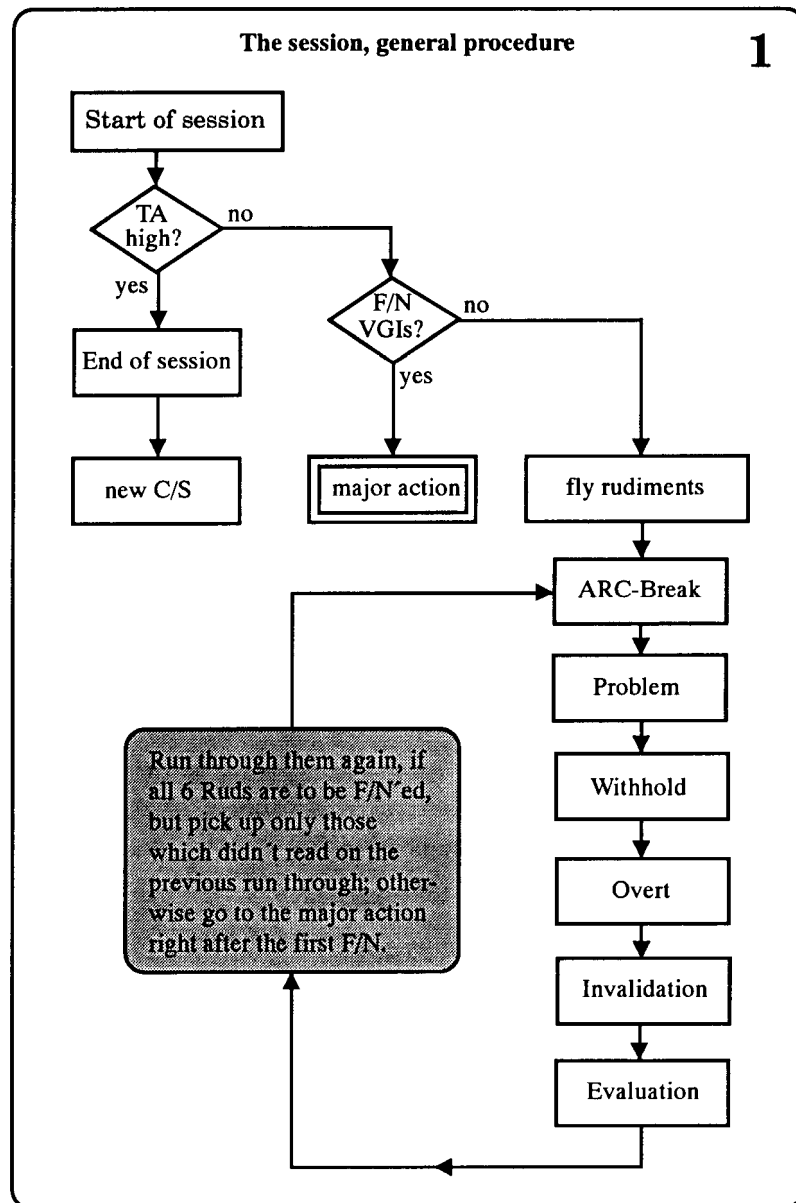 The session, general procedure
1
Start of session
TA
high?
no
yes
F/N
VGIs?
no
yes
End of session
new C/S
major action
fly rudiments
ARC-Break
Problem
Withhold
Overt
Invalidation
Evaluation
Run through them again, if
all 6 Ruds are to be F/N´ed,
but pick up only those
which didn´t read on the
previous run through; other-
wise go to the major action
right after the first F/N.